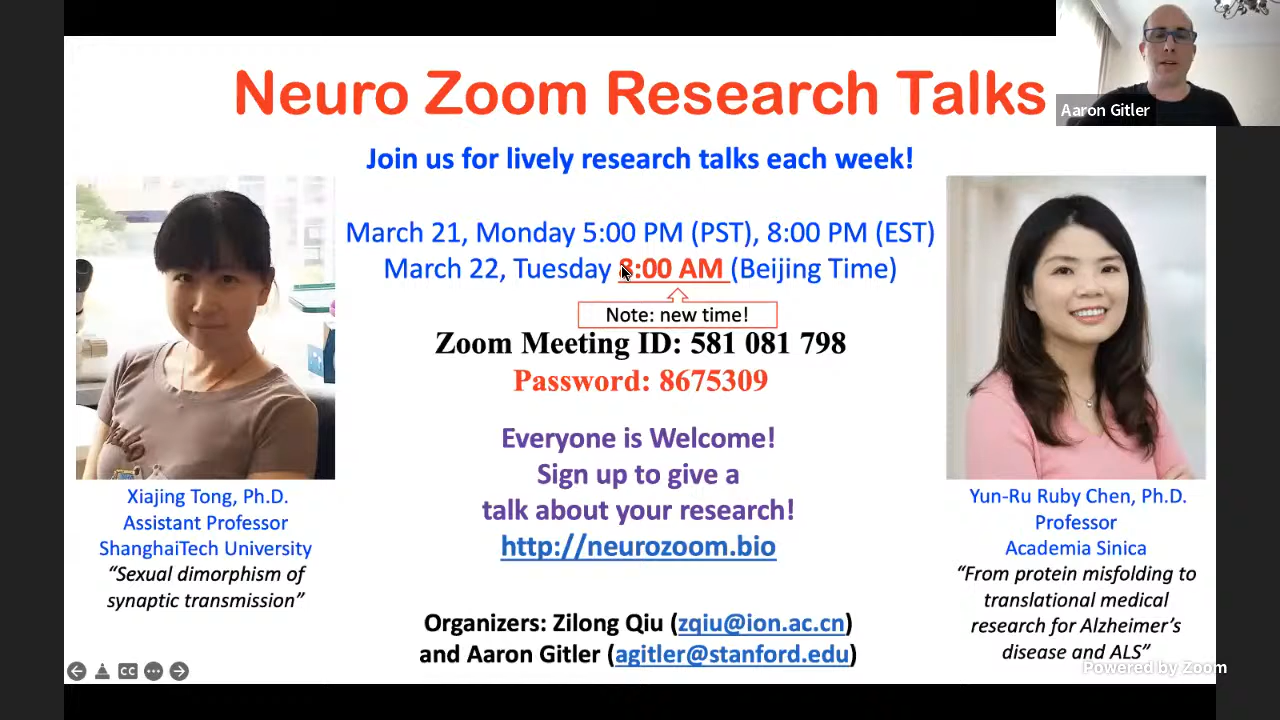 Neuro Zoom Research Talks
Aaron Gitler
Join us for lively research talks each week!
March 21, Monday 5:00 PM (PST), 8:00 PM (EST)
March 22, Tuesday 8:00 AM (Beijing Time)
Note: new time!
Zoom Meeting ID: 581 081 798
Password: 8675309
Everyone is Welcome!
Sign up to give a
talk about your research!
http://neurozoom.bio
Xiajing Tong, Ph.D.
Assistant Professor
ShanghaiTech University
“Sexual dimorphism of
synaptic transmission”
Yun-Ru Ruby Chen, Ph.D.
Professor
Academia Sinica
“From protein misfolding to
translational medical
research for Alzheimer’s
disease and ALS”
Organizers: Zilong Qiu (zqiu@ion.ac.cn)
and Aaron Gitler (agitler@stanford.edu)
CC
Powered by Zoom